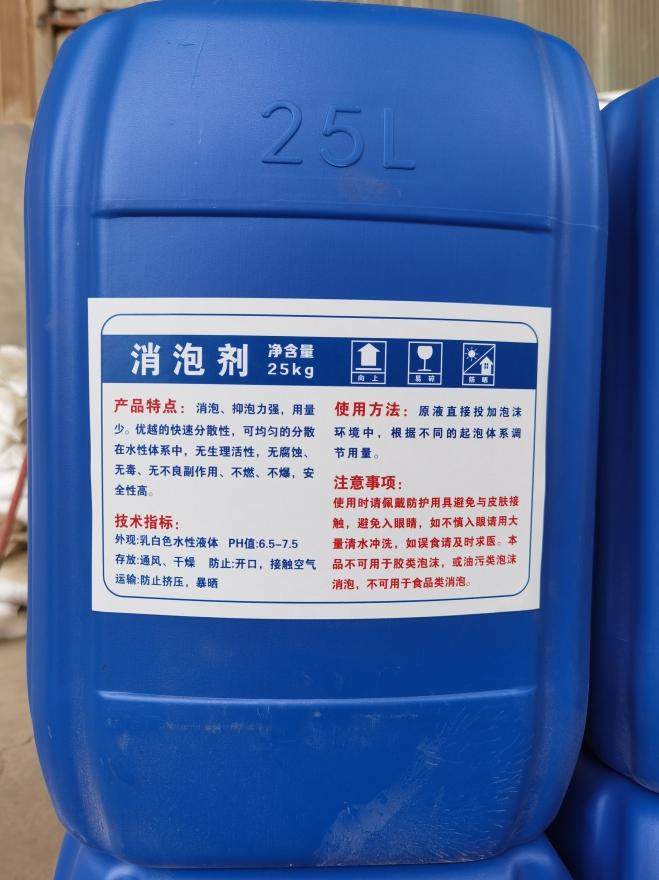 25L
消泡剂
净含量
25kg
向上
易碎
防晒
产品特点：消泡、抑泡力强，用量
少。优越的快速分散性，可均匀的分散
在水性体系中，无生理活性，无腐蚀、
无毒、无不良副作用、不燃、不爆，安
全性高。
技术指标：
外观:乳白色水性液体 PH值:6.5-7.5
存放:通风、干燥 防止:开口，接触空气
运输:防止挤压，暴晒
使用方法：原液直接投加泡沫
环境中，根据不同的起泡体系调
节用量。
注意事项：
使用时请佩戴防护用具避免与皮肤接
触，避免入眼睛，如不慎入眼请用大
量清水冲洗，如误食请及时求医。本
品不可用于胶类泡沫，或油污类泡沫
消泡，不可用于食品类消泡。